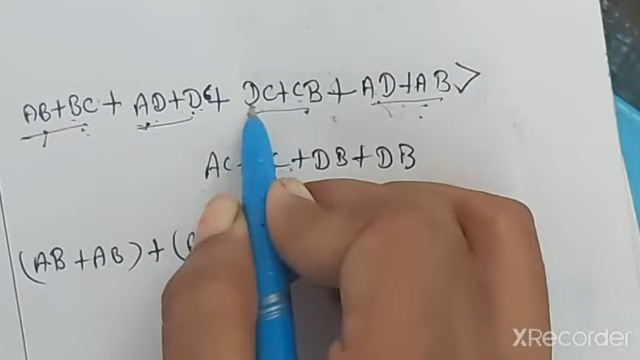 AB+BC + AD+DC+ DC+CB + AD+AB>
AC + DB + DB
(AB + AB) + (
XRecorder